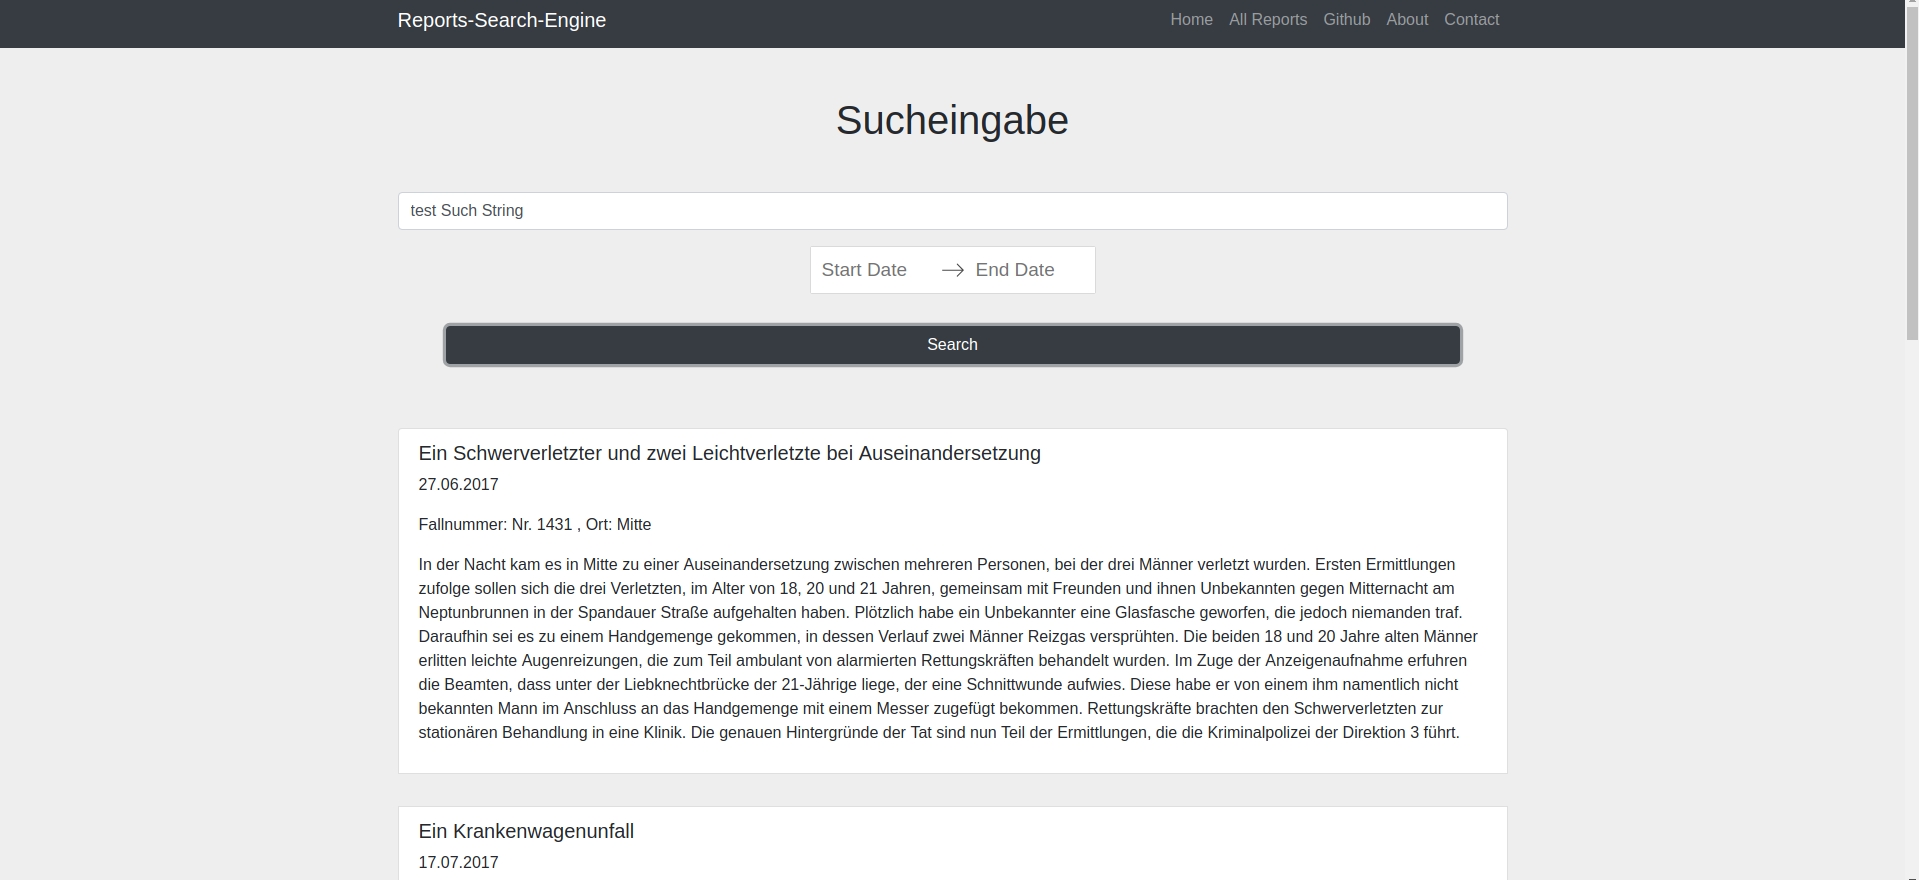 Reports-Search-Engine
Home All Reports Github About Contact
Sucheingabe
test Such String
Start Date → End Date
Search
Ein Schwerverletzter und zwei Leichtverletzte bei Auseinandersetzung
27.06.2017
Fallnummer: Nr. 1431 , Ort: Mitte
In der Nacht kam es in Mitte zu einer Auseinandersetzung zwischen mehreren Personen, bei der drei Männer verletzt wurden. Ersten Ermittlungen
zufolge sollen sich die drei Verletzten, im Alter von 18, 20 und 21 Jahren, gemeinsam mit Freunden und ihnen Unbekannten gegen Mitternacht am
Neptunbrunnen in der Spandauer Straße aufgehalten haben. Plötzlich habe ein Unbekannter eine Glasfasche geworfen, die jedoch niemanden traf.
Daraufhin sei es zu einem Handgemenge gekommen, in dessen Verlauf zwei Männer Reizgas versprühten. Die beiden 18 und 20 Jahre alten Männer
erlitten leichte Augenreizungen, die zum Teil ambulant von alarmierten Rettungskräften behandelt wurden. Im Zuge der Anzeigenaufnahme erfuhren
die Beamten, dass unter der Liebknechtbrücke der 21-Jährige liege, der eine Schnittwunde aufwies. Diese habe er von einem ihm namentlich nicht
bekannten Mann im Anschluss an das Handgemenge mit einem Messer zugefügt bekommen. Rettungskräfte brachten den Schwerverletzten zur
stationären Behandlung in eine Klinik. Die genauen Hintergründe der Tat sind nun Teil der Ermittlungen, die die Kriminalpolizei der Direktion 3 führt.
Ein Krankenwagenunfall
17.07.2017